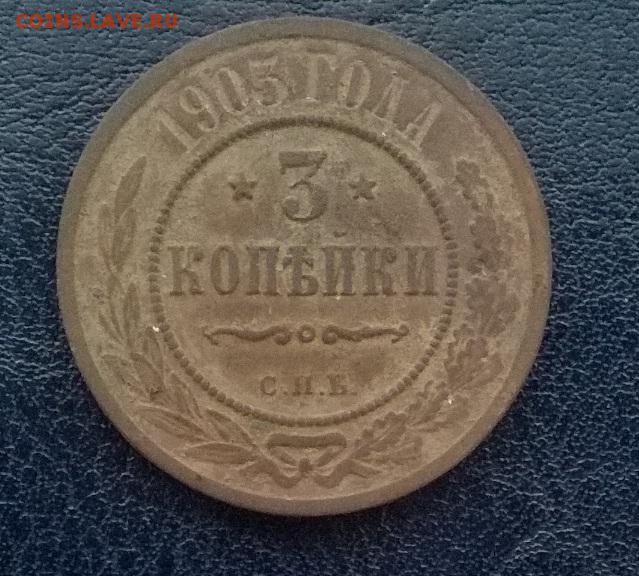 COINS.LAVE.RU
1903 ГОДА
3
КОПѢЙКИ
С.П.Б.